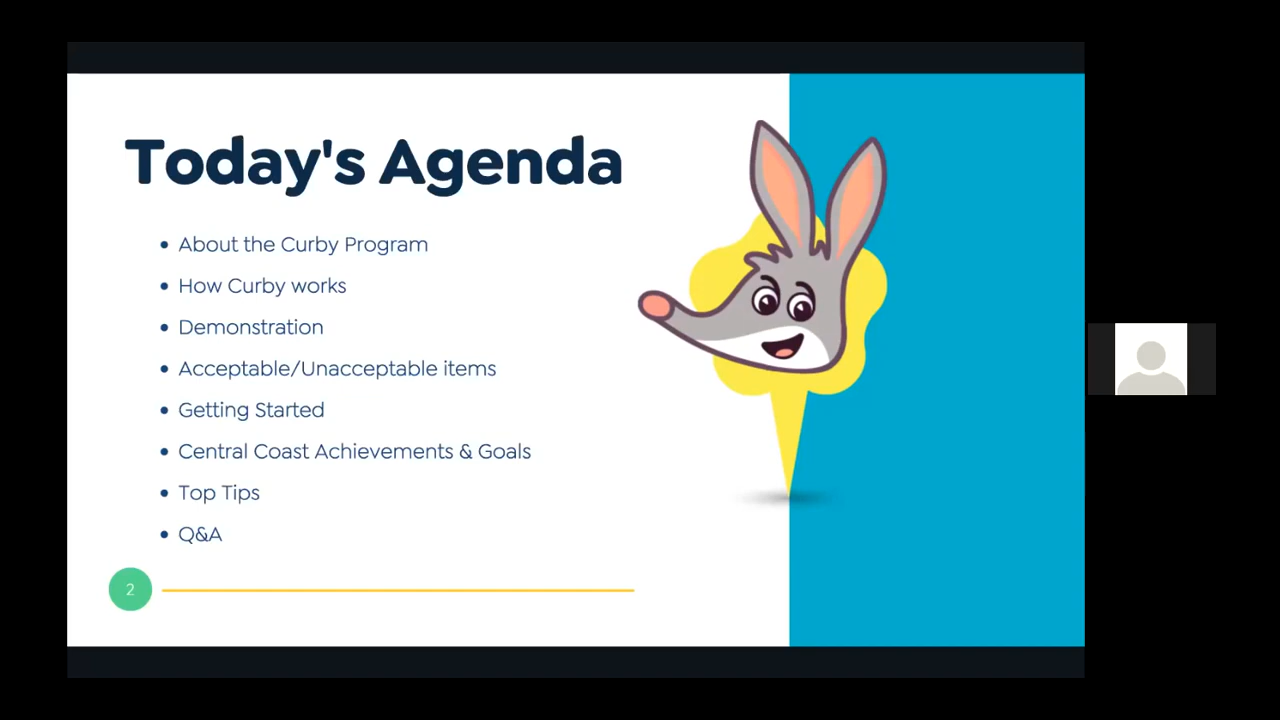 Today's Agenda
About the Curby Program
How Curby works
Demonstration
Acceptable/Unacceptable items
Getting Started
Central Coast Achievements & Goals
Top Tips
Q&A
2